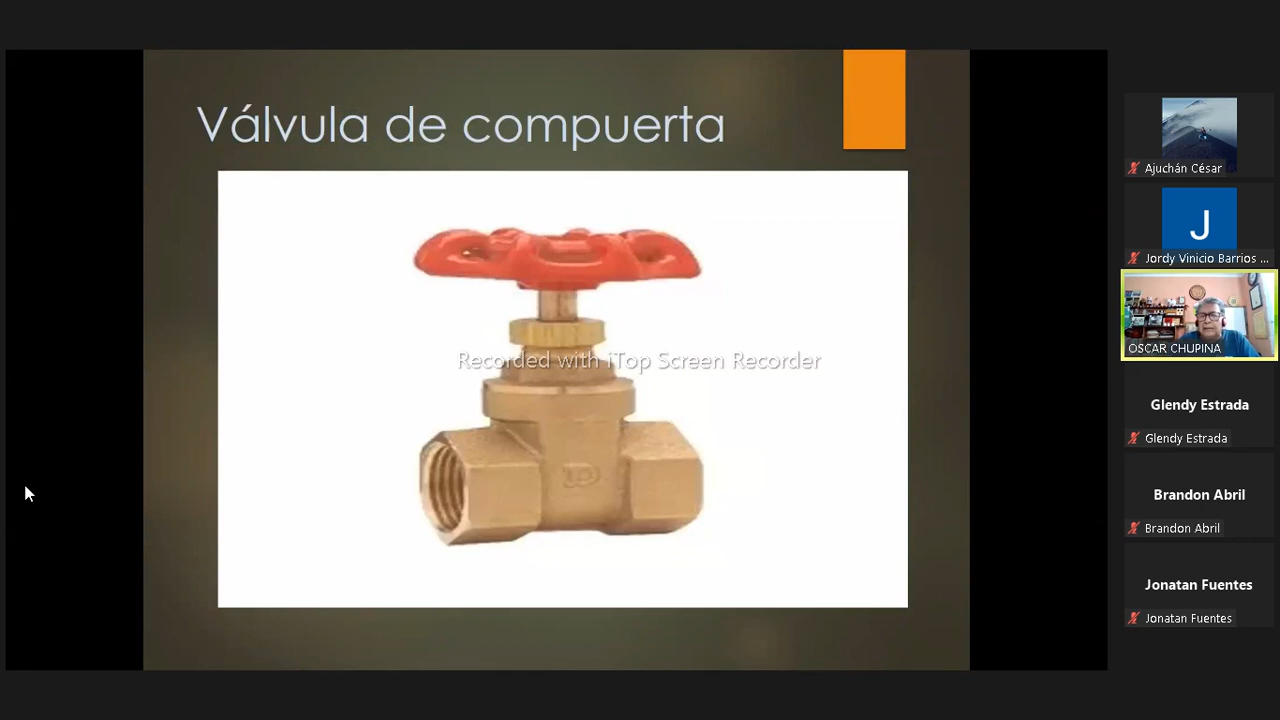 Válvula de compuerta
Recorded with iTop Screen Recorder
Ajuchán César
J
Jordy Vinicio Barrios ...
OSCAR CHUPINA
Glendy Estrada
Glendy Estrada
Brandon Abril
Brandon Abril
Jonatan Fuentes
Jonatan Fuentes